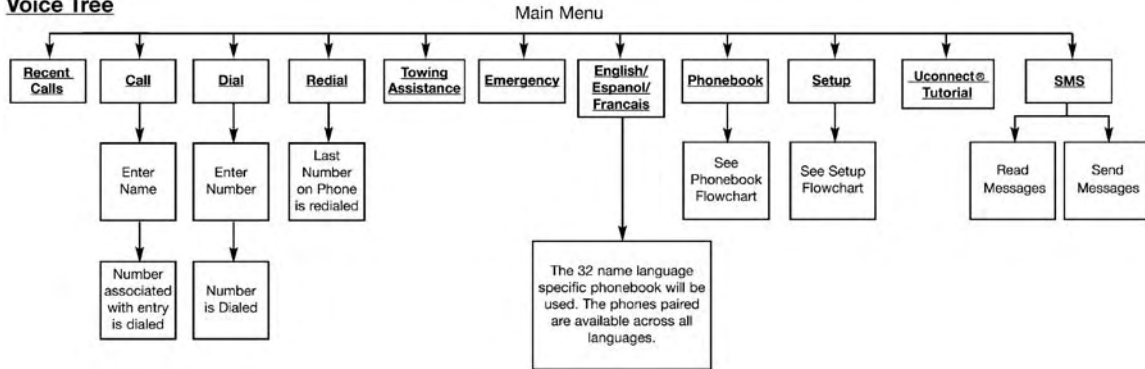 Voice Tree
Main Menu
Recent
Calls
Call
Dial
Redial
Towing
Assistance
Emergency
English/
Espanol/
Francais
Phonebook
Setup
Uconnect®
Tutorial
SMS
Enter
Name
Enter
Number
Last
Number
on Phone
is redialed
See
Phonebook
Flowchart
See Setup
Flowchart
Read
Messages
Send
Messages
Number
associated
with entry
is dialed
Number
is Dialed
The 32 name language
specific phonebook will be
used. The phones paired
are available across all
languages.